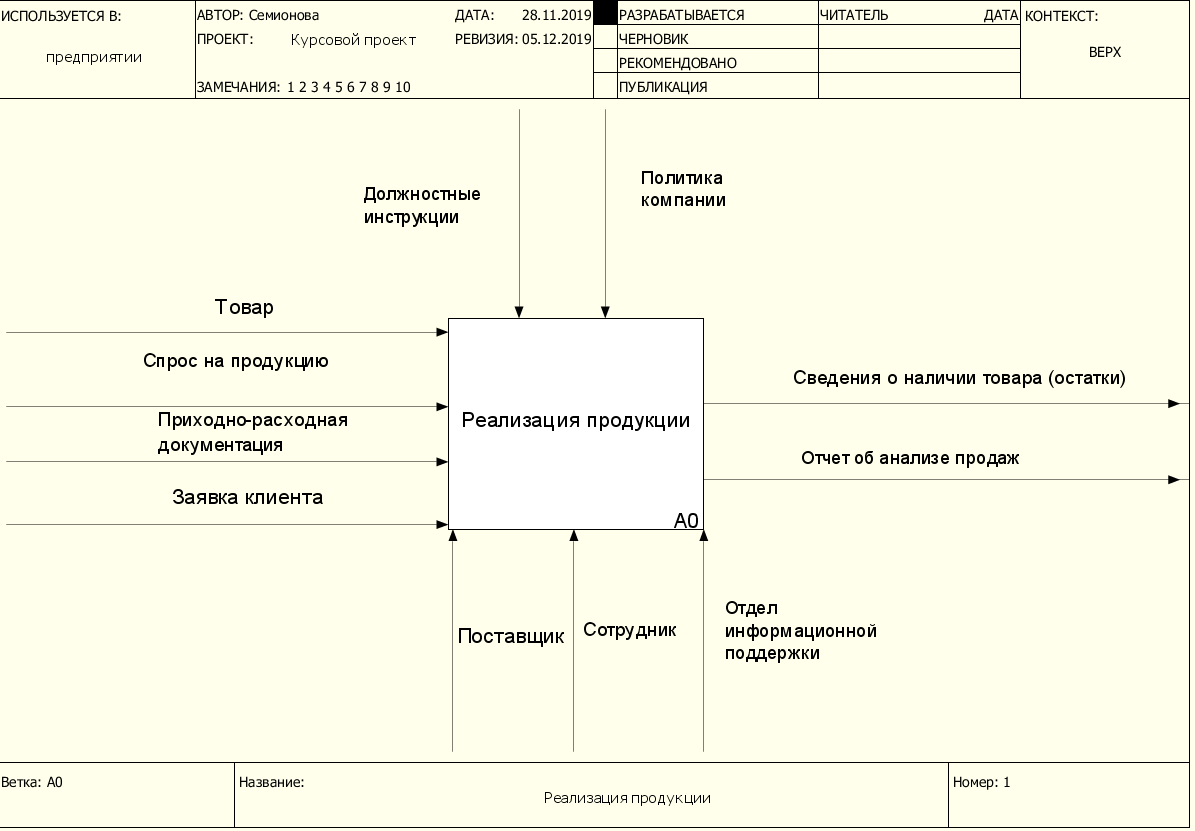 ИСПОЛЬЗУЕТСЯ В:
предприятии
АВТОР: Семионова
ДАТА: 28.11.2019
ПРОЕКТ: Курсовой проект
РЕВИЗИЯ: 05.12.2019
ЗАМЕЧАНИЯ: 1 2 3 4 5 6 7 8 9 10
РАЗРАБАТЫВАЕТСЯ
ЧЕРНОВИК
РЕКОМЕНДОВАНО
ПУБЛИКАЦИЯ
ЧИТАТЕЛЬ ДАТА
КОНТЕКСТ:
ВЕРХ
Должностные
инструкции
Политика
компании
Товар
Спрос на продукцию
Приходно-расходная
документация
Заявка клиента
Реализация продукции
A0
Сведения о наличии товара (остатки)
Отчет об анализе продаж
Поставщик
Сотрудник
Отдел
информационной
поддержки
Ветка: A0
Название:
Реализация продукции
Номер: 1